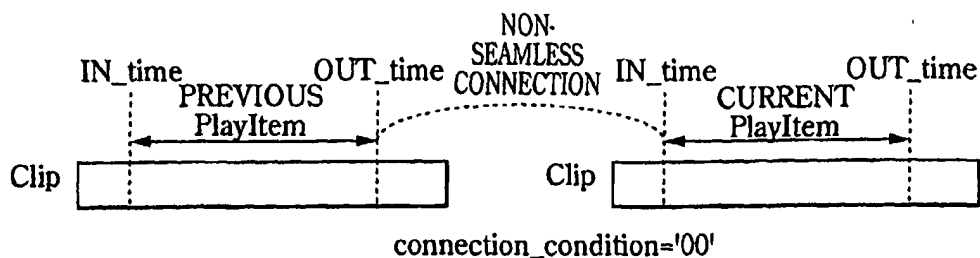 NON-
SEAMLESS
CONNECTION
IN_time
OUT_time
IN_time
OUT_time
PREVIOUS
PlayItem
CURRENT
PlayItem
Clip
Clip
connection_condition='00'